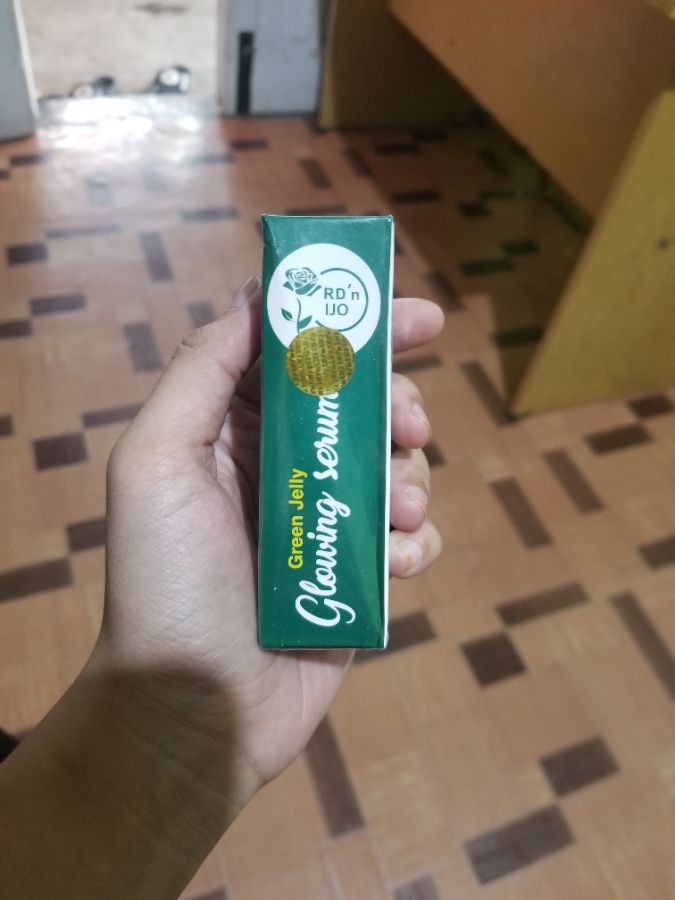 RD'n
IJO
Green Jelly
Glowing serum